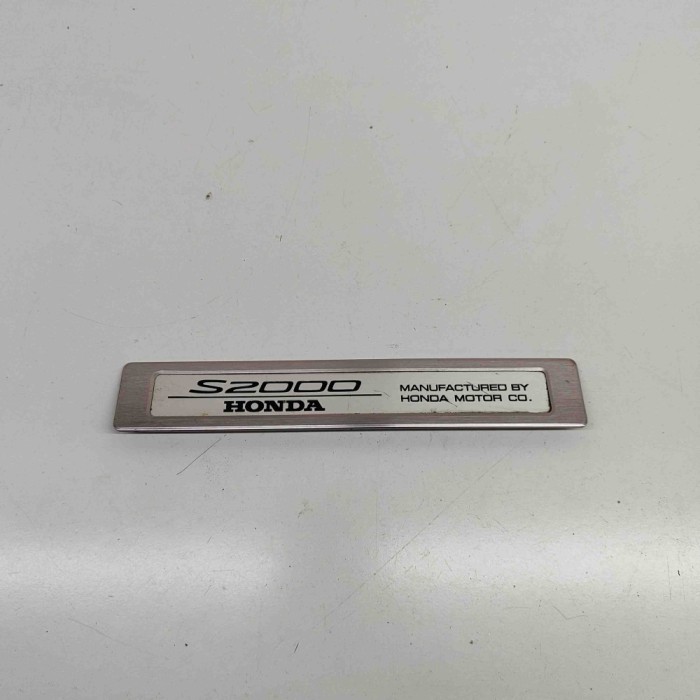 S2000
HONDA
MANUFACTURED BY
HONDA MOTOR CO.